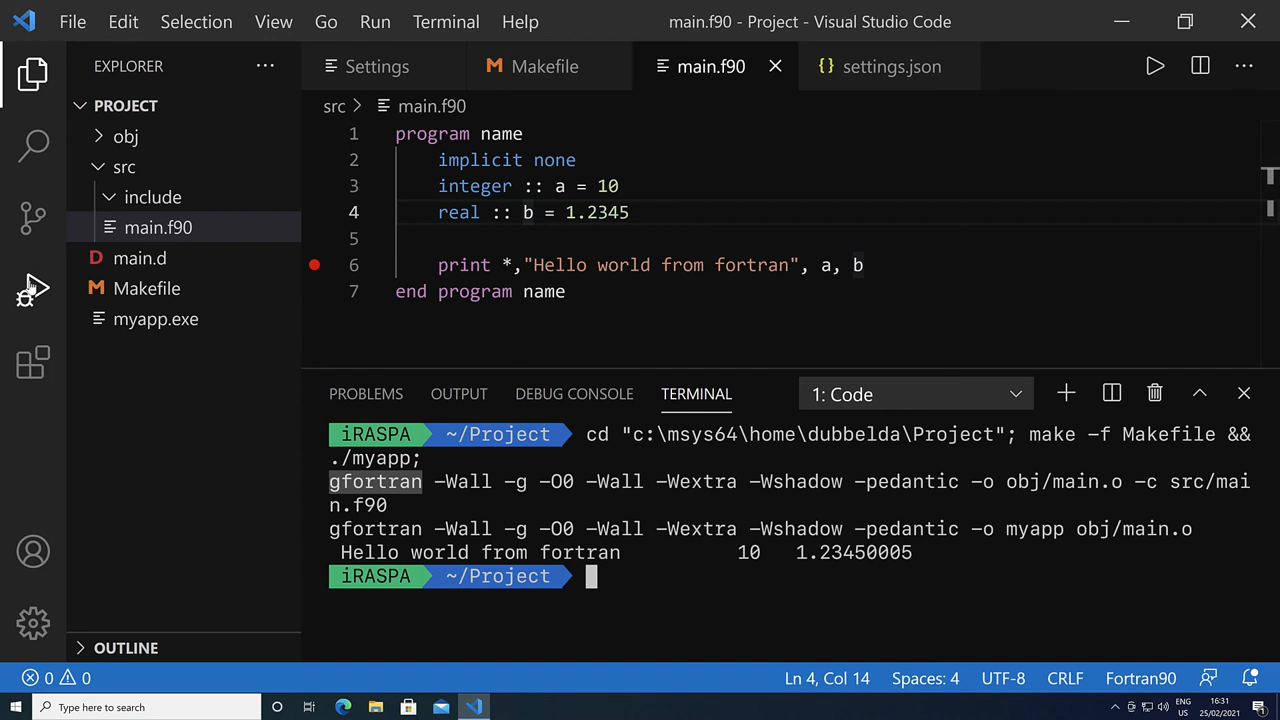 File Edit Selection View Go Run Terminal Help main.f90 - Project - Visual Studio Code
EXPLORER ···
PROJECT
obj
src
include
main.f90
D main.d
M Makefile
myapp.exe
OUTLINE
Settings M Makefile main.f90 {} settings.json
src main.f90
1 program name
2 implicit none
3 integer :: a = 10
4 real :: b = 1.2345
5
6 print *,"Hello world from fortran", a, b
7 end program name
PROBLEMS OUTPUT DEBUG CONSOLE TERMINAL 1: Code
iRASPA ~/Project cd "c:\msys64\home\dubbelda\Project"; make -f Makefile &&
./myapp;
gfortran -Wall -g -O0 -Wall -Wextra -Wshadow -pedantic -o obj/main.o -c src/mai
n.f90
gfortran -Wall -g -O0 -Wall -Wextra -Wshadow -pedantic -o myapp obj/main.o
Hello world from fortran 10 1.23450005
iRASPA ~/Project
0 0 Ln 4, Col 14 Spaces: 4 UTF-8 CRLF Fortran90
Type here to search
ENG
US
16:31
25/02/2021
1